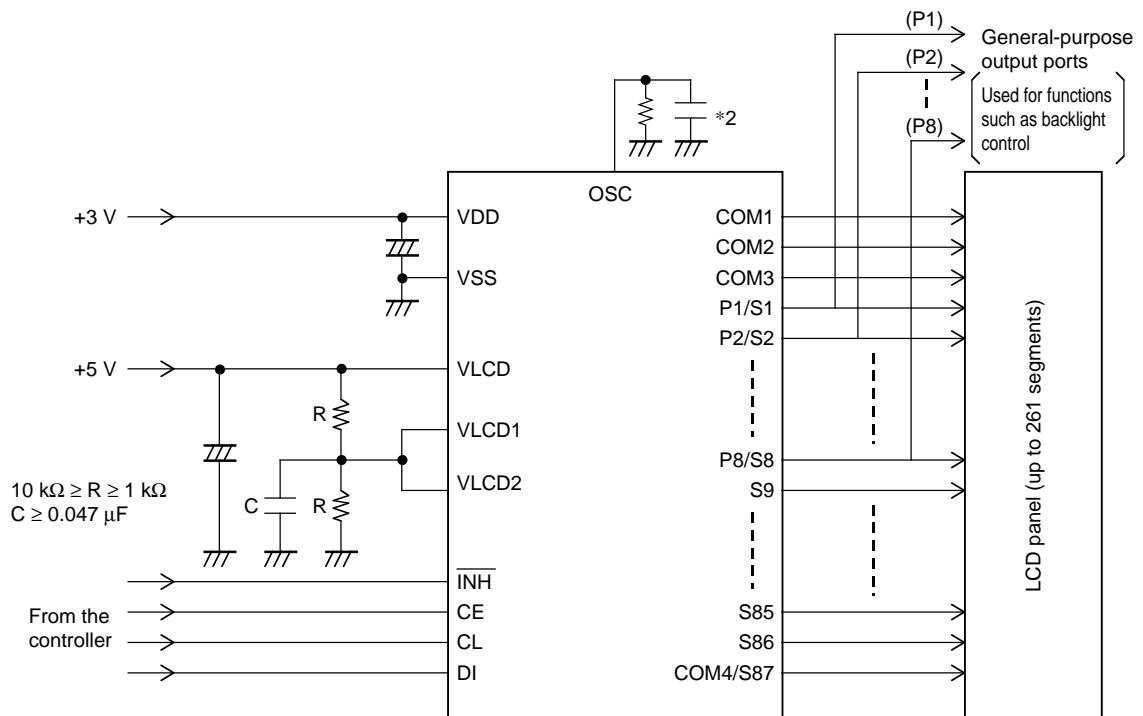 (P1)
General-purpose
output ports
(P2)
Used for functions
such as backlight
control
(P8)
*2
OSC
+3 V
VDD
VSS
+5 V
VLCD
R
VLCD1
VLCD2
C
R
10 kΩ ≥ R ≥ 1 kΩ
C ≥ 0.047 μF
INH
From the
controller
CE
CL
DI
COM1
COM2
COM3
P1/S1
P2/S2
P8/S8
S9
S85
S86
COM4/S87
LCD panel (up to 261 segments)